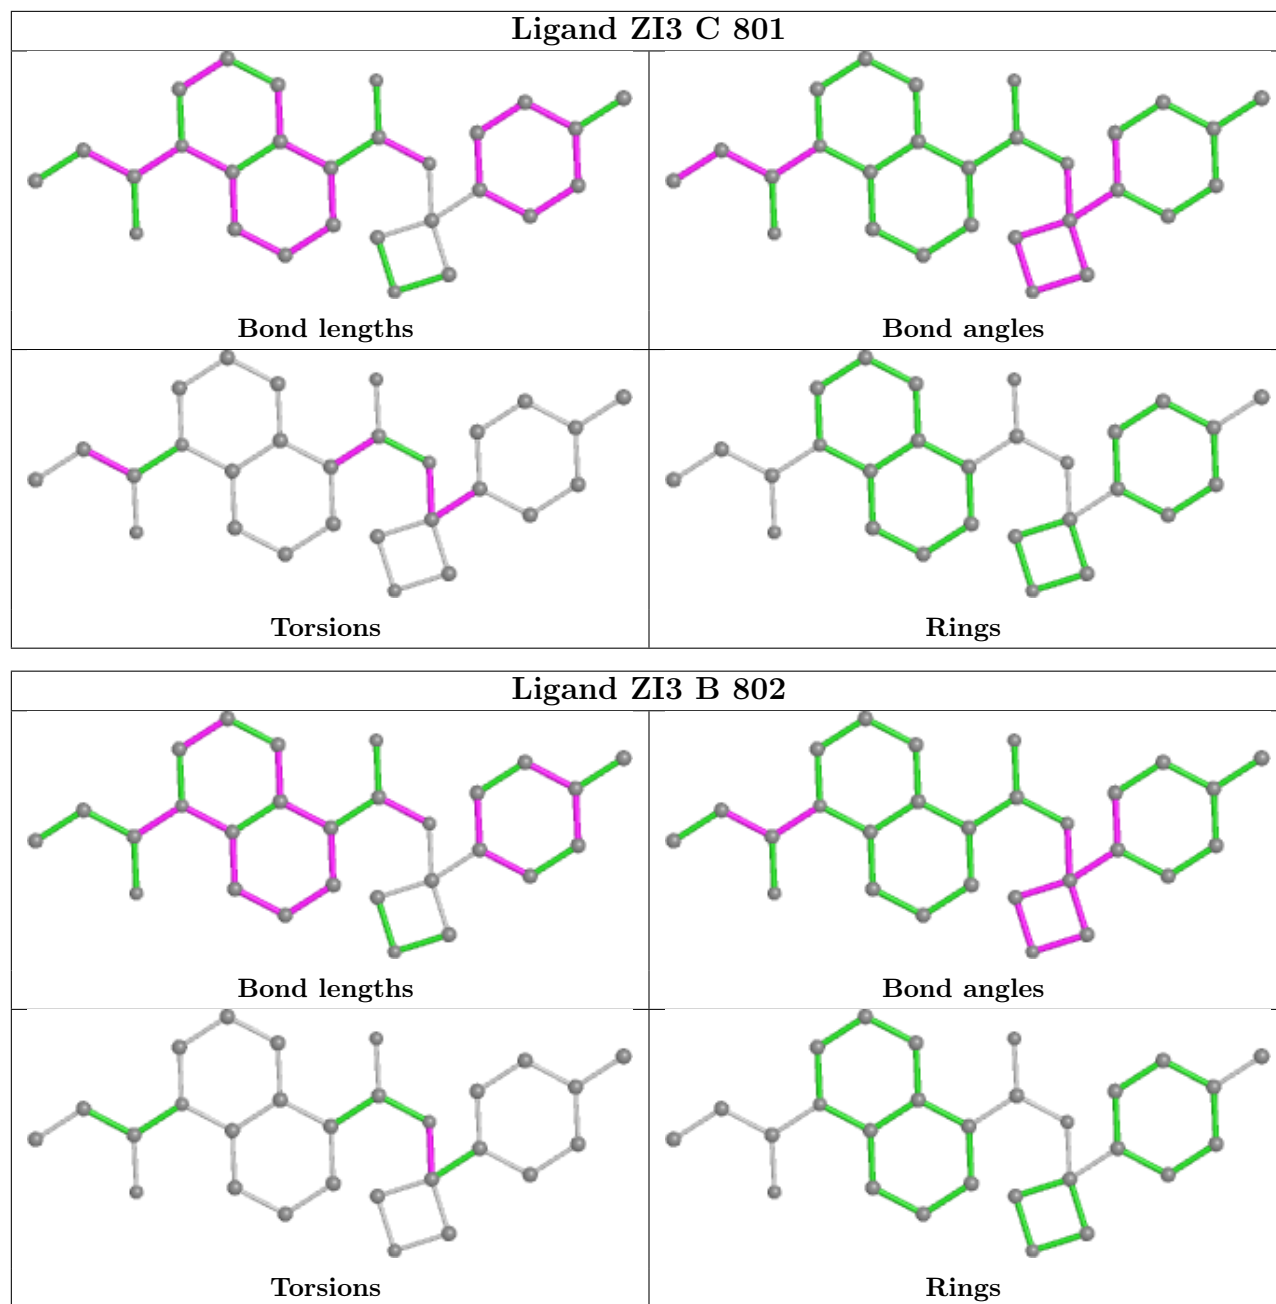 Ligand ZI3 C 801
Bond lengths
Bond angles
Torsions
Rings
Ligand ZI3 B 802
Bond lengths
Bond angles
Torsions
Rings